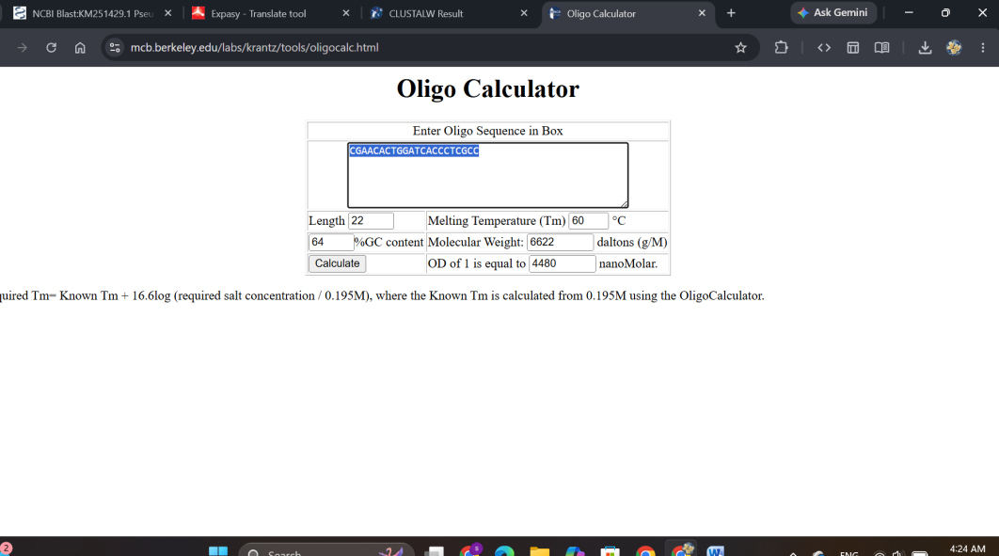 NCBI Blast:KM251429.1 Pseu
Expasy - Translate tool
CLUSTALW Result
Oligo Calculator
Ask Gemini
mcb.berkeley.edu/labs/krantz/tools/oligocalc.html
Oligo Calculator
Enter Oligo Sequence in Box
CGAACACTGGATCACCCTCGCC
Length 22 Melting Temperature (Tm) 60 °C
64 %GC content Molecular Weight: 6622 daltons (g/M)
Calculate OD of 1 is equal to 4480 nanoMolar.
quired Tm= Known Tm + 16.6log (required salt concentration / 0.195M), where the Known Tm is calculated from 0.195M using the OligoCalculator.
2
Search
ENG
4:24 AM